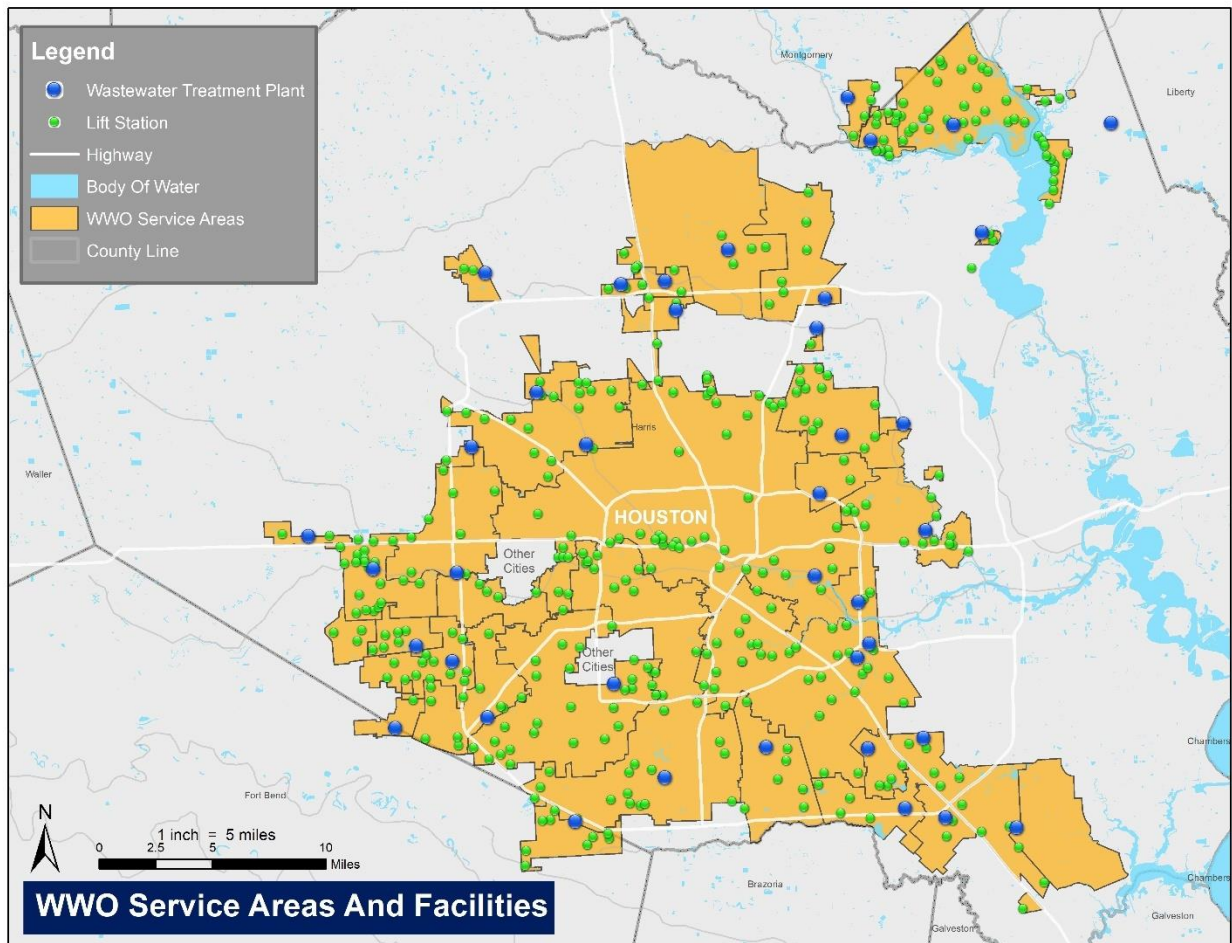 Legend
Wastewater Treatment Plant
Lift Station
Highway
Body Of Water
WWO Service Areas
County Line
Montgomery
Liberty
Harris
Waller
HOUSTON
Other
Cities
Other
Cities
Fort Bend
Chambers
Chambers
Brazoria
Galveston
Galveston
N
1 inch = 5 miles
0 2.5 5 10
Miles
WWO Service Areas And Facilities